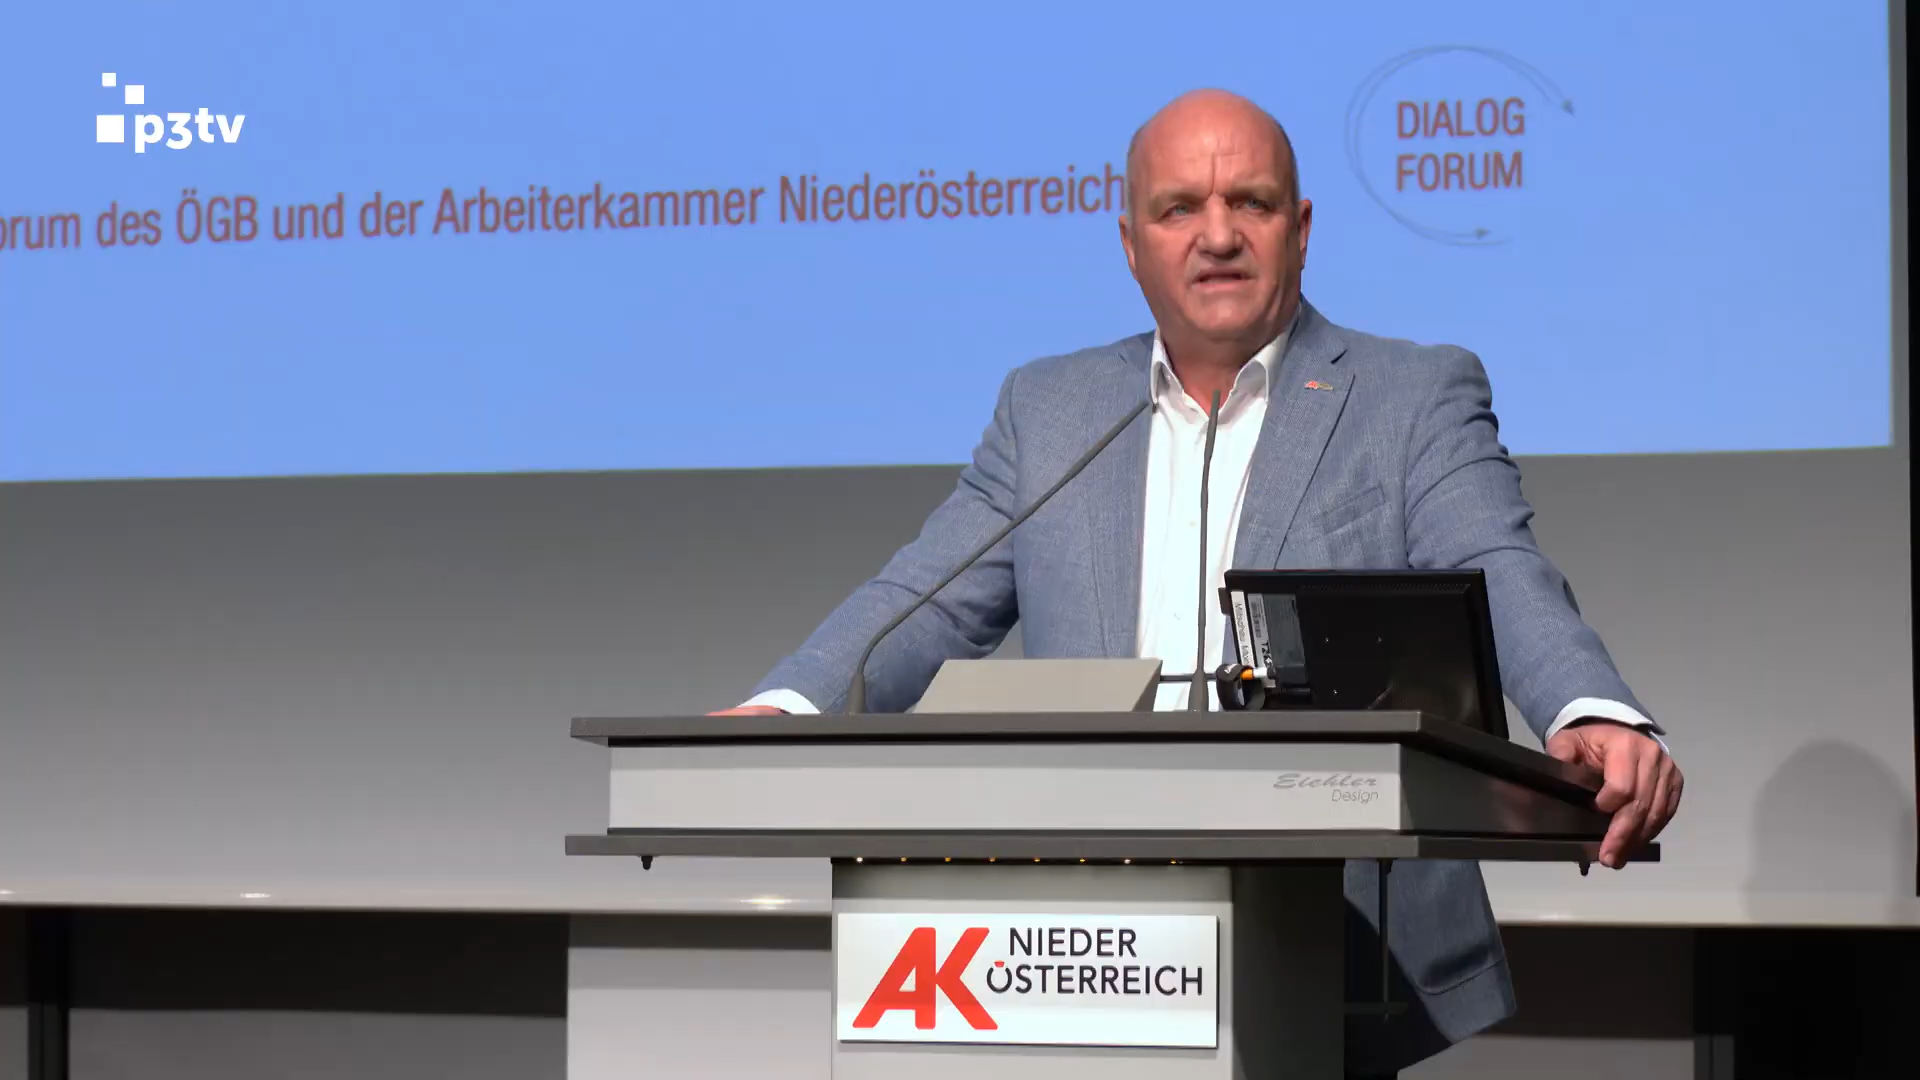 p3tv
DIALOG
FORUM
orum des ÖGB und der Arbeiterkammer Niederösterreich
Eichler
Design
AK NIEDER
ÖSTERREICH